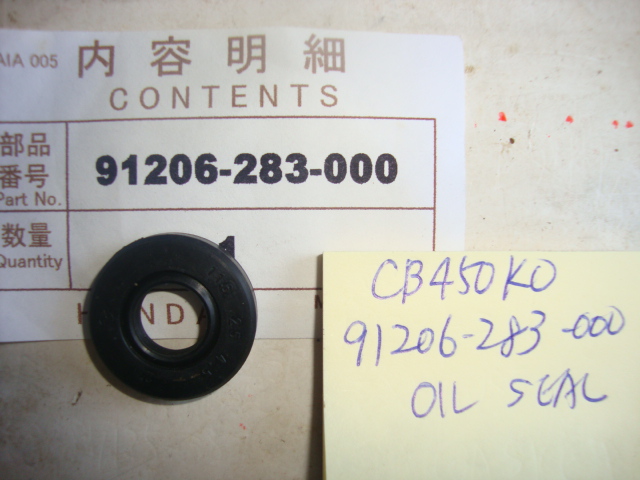 AIA 005
内容明細
CONTENTS
部品
番号
Part No.
91206-283-000
数量
Quantity
1
CB450K0
91206-283-000
OIL SEAL